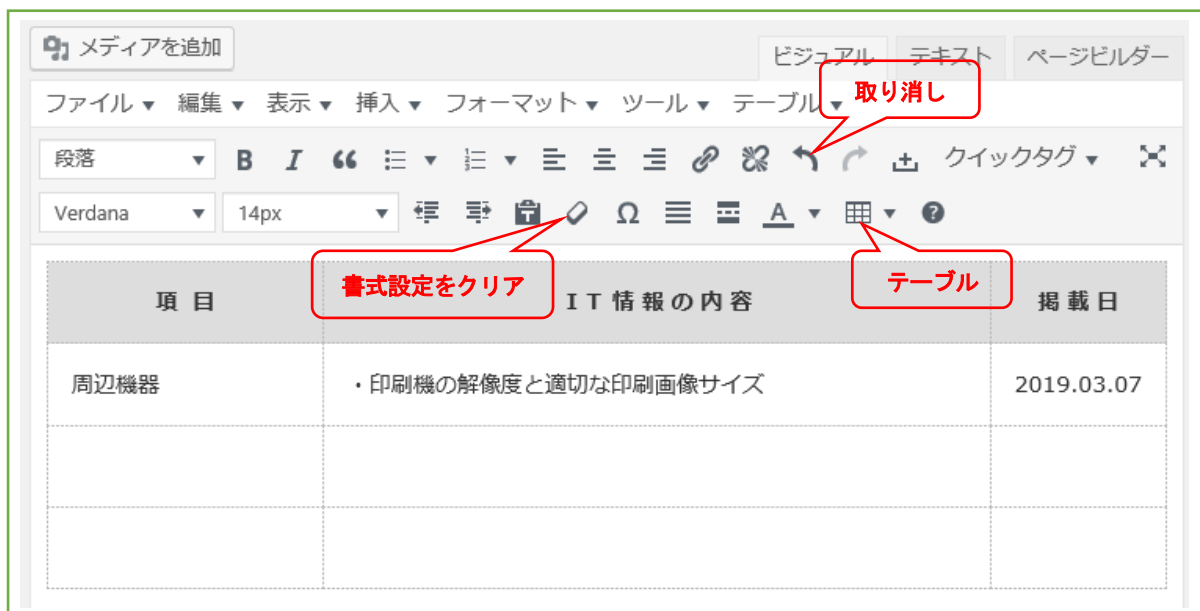 メディアを追加
ビジュアル テキスト ページビルダー
ファイル 編集 表示 挿入 フォーマット ツール テーブル
取り消し
段落 B I クイックタグ
Verdana 14px Ω A
書式設定をクリア
テーブル
項目 IT情報の内容 掲載日
周辺機器 ・印刷機の解像度と適切な印刷画像サイズ 2019.03.07